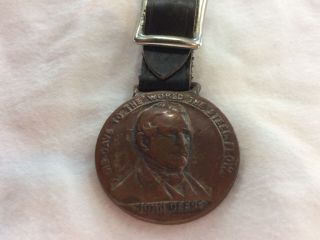 HE GAVE TO THE WORLD THE STEEL PLOW
JOHN DEERE